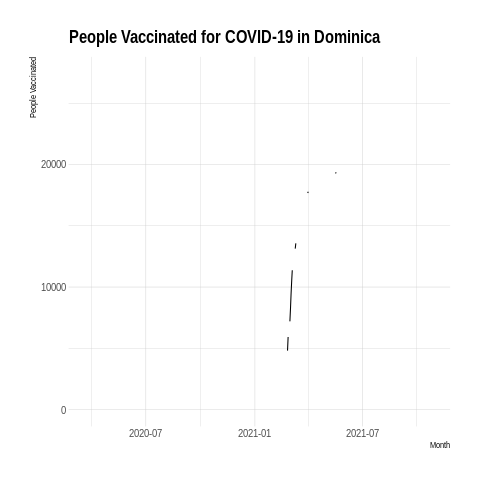 People Vaccinated for COVID-19 in Dominica
People Vaccinated
20000
10000
0
2020-07
2021-01
2021-07
Month